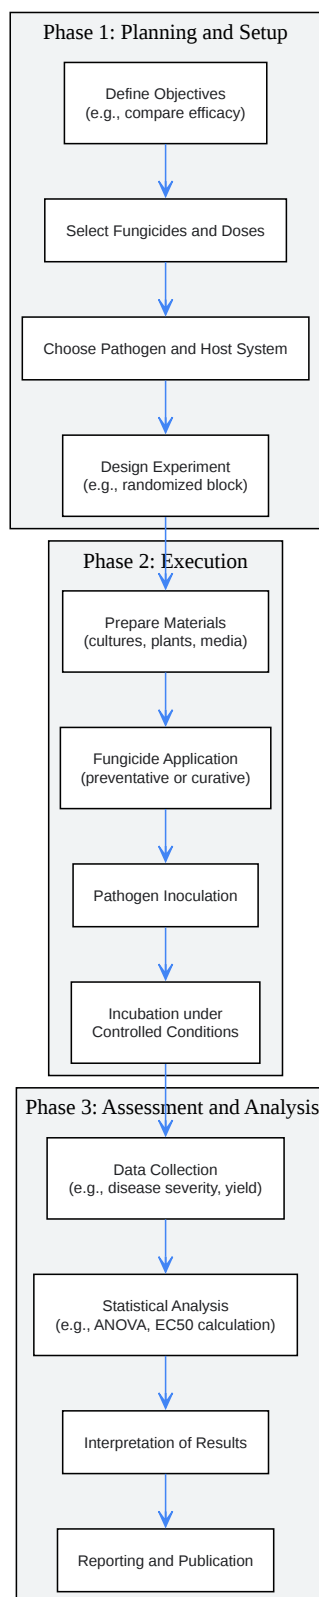 Phase 1: Planning and Setup
Define Objectives
(e.g., compare efficacy)
Select Fungicides and Doses
Choose Pathogen and Host System
Design Experiment
(e.g., randomized block)
Phase 2: Execution
Prepare Materials
(cultures, plants, media)
Fungicide Application
(preventative or curative)
Pathogen Inoculation
Incubation under
Controlled Conditions
Phase 3: Assessment and Analysis
Data Collection
(e.g., disease severity, yield)
Statistical Analysis
(e.g., ANOVA, EC50 calculation)
Interpretation of Results
Reporting and Publication